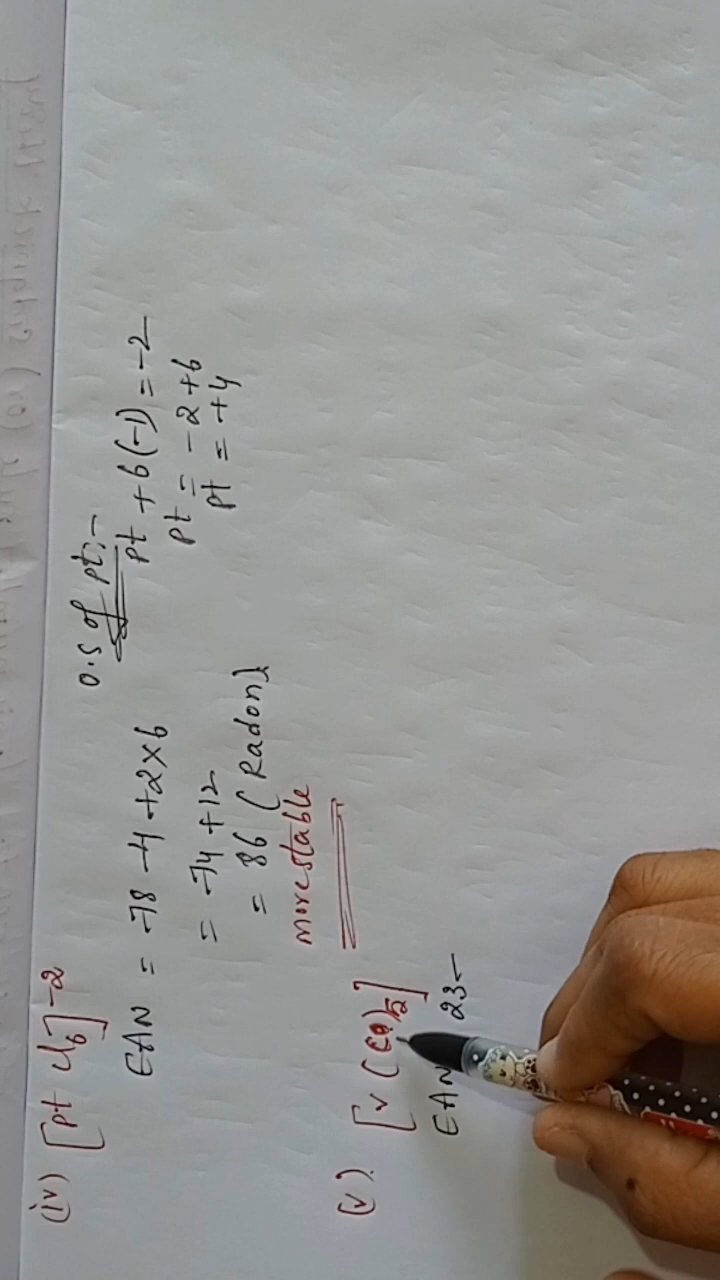 (iv) [Pt Cl6]-2
O.S of Pt:-
EAN = 78-4+2×6
Pt + 6(-1) = -2
= 74+12
Pt = -2+6
= 86 (Radon)
Pt = +4
more stable
(v). [V (CO)5]
EAN 23-